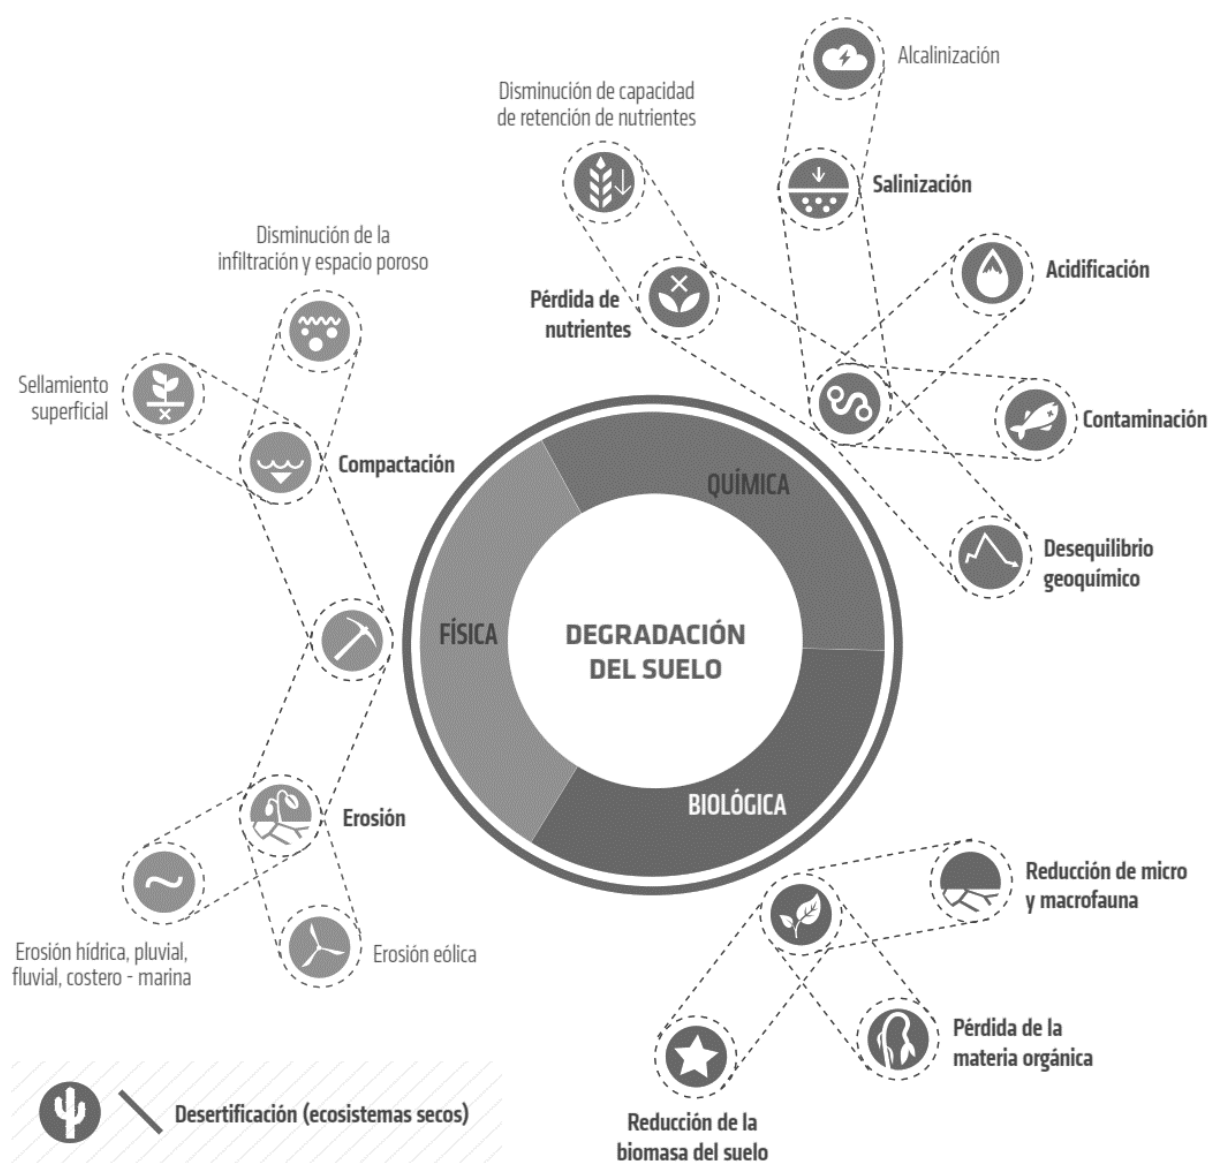 Alcalinización
Disminución de capacidad
de retención de nutrientes
Salinización
Disminución de la
infiltración y espacio poroso
Acidificación
Pérdida de
nutrientes
Sellamiento
superficial
Contaminación
Compactación
QUÍMICA
Desequilibrio
geoquímico
FÍSICA
DEGRADACIÓN
DEL SUELO
BIOLÓGICA
Erosión
Reducción de micro
y macrofauna
Erosión hídrica, pluvial,
fluvial, costero - marina
Erosión eólica
Pérdida de la
materia orgánica
Desertificación (ecosistemas secos)
Reducción de la
biomasa del suelo